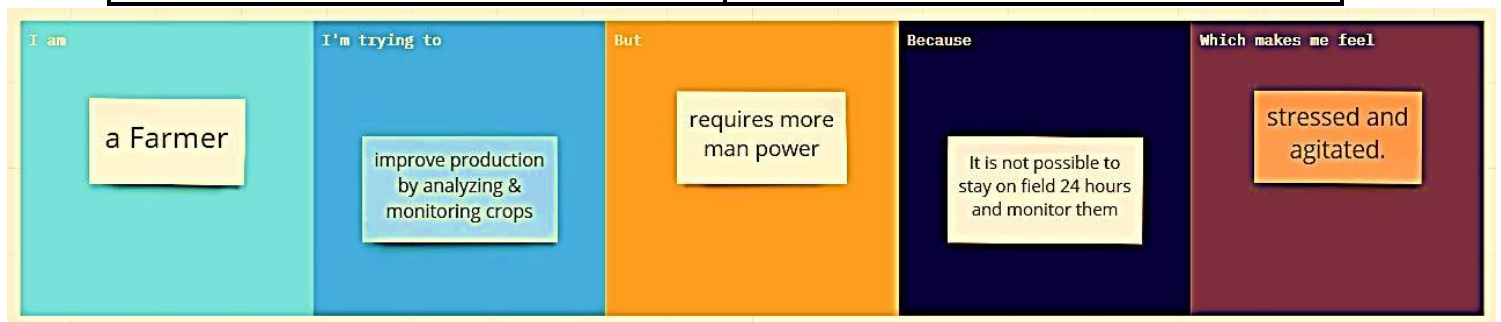 I am
a Farmer
I'm trying to
improve production
by analyzing &
monitoring crops
But
requires more
man power
Because
It is not possible to
stay on field 24 hours
and monitor them
Which makes me feel
stressed and
agitated.